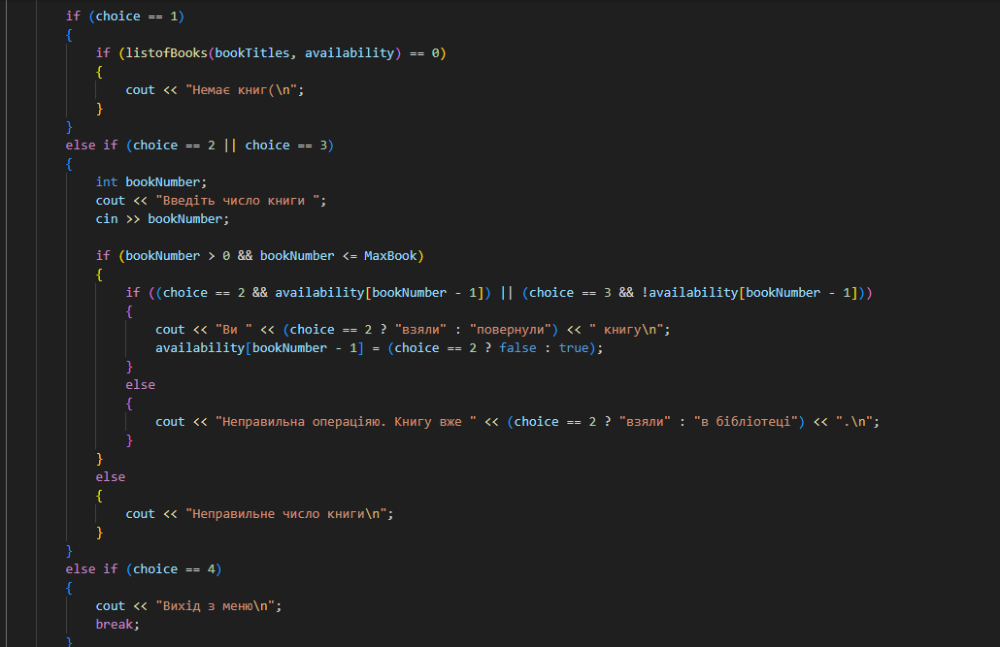 if (choice == 1)
{
if (listofBooks(bookTitles, availability) == 0)
{
cout << "Немає книг(\n";
}
}
else if (choice == 2 || choice == 3)
{
int bookNumber;
cout << "Введіть число книги ";
cin >> bookNumber;
if (bookNumber > 0 && bookNumber <= MaxBook)
{
if ((choice == 2 && availability[bookNumber - 1]) || (choice == 3 && !availability[bookNumber - 1]))
{
cout << "Ви " << (choice == 2 ? "взяли" : "повернули") << " книгу\n";
availability[bookNumber - 1] = (choice == 2 ? false : true);
}
else
{
cout << "Неправильна операціяю. Книгу вже " << (choice == 2 ? "взяли" : "в бібліотеці") << ".\n";
}
}
else
{
cout << "Неправильне число книги\n";
}
}
else if (choice == 4)
{
cout << "Вихід з меню\n";
break;
}